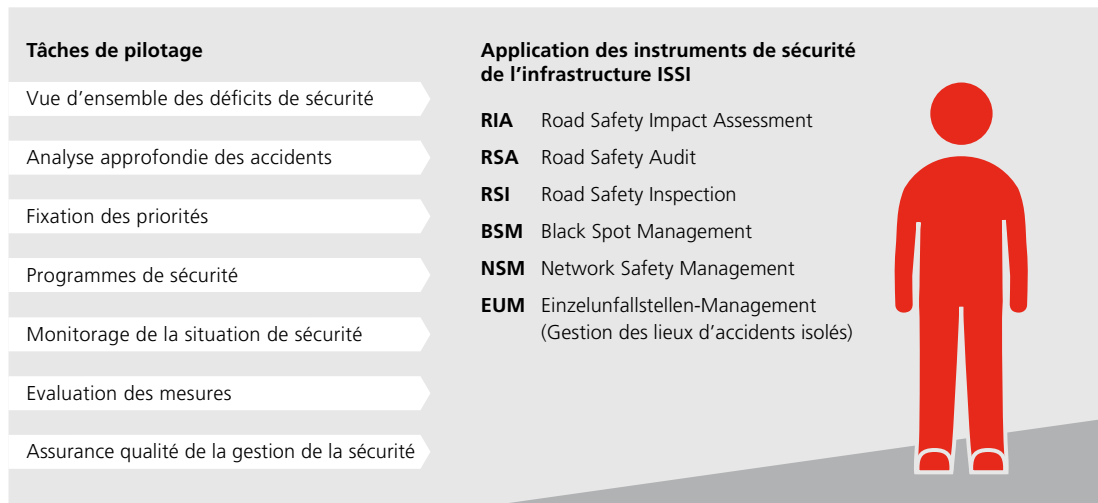 Tâches de pilotage
Vue d'ensemble des déficits de sécurité
Analyse approfondie des accidents
Fixation des priorités
Programmes de sécurité
Monitorage de la situation de sécurité
Evaluation des mesures
Assurance qualité de la gestion de la sécurité
Application des instruments de sécurité
de l'infrastructure ISSI
RIA Road Safety Impact Assessment
RSA Road Safety Audit
RSI Road Safety Inspection
BSM Black Spot Management
NSM Network Safety Management
EUM Einzelunfallstellen-Management
(Gestion des lieux d'accidents isolés)